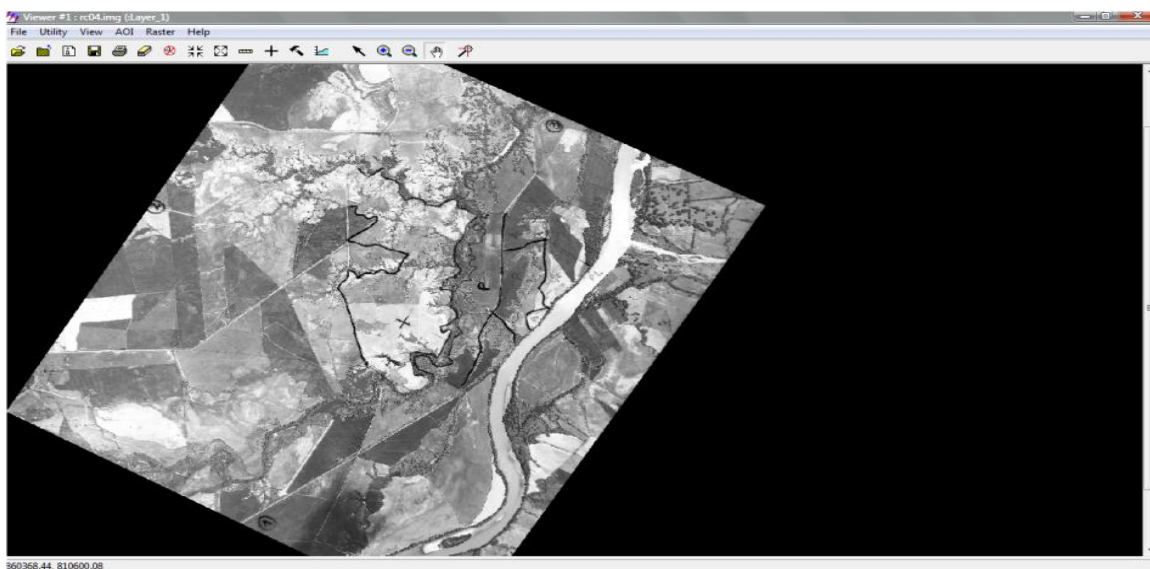 Viewer #1 : rc04.img (:Layer_1)
File Utility View AOI Raster Help
360368.44, 810600.08